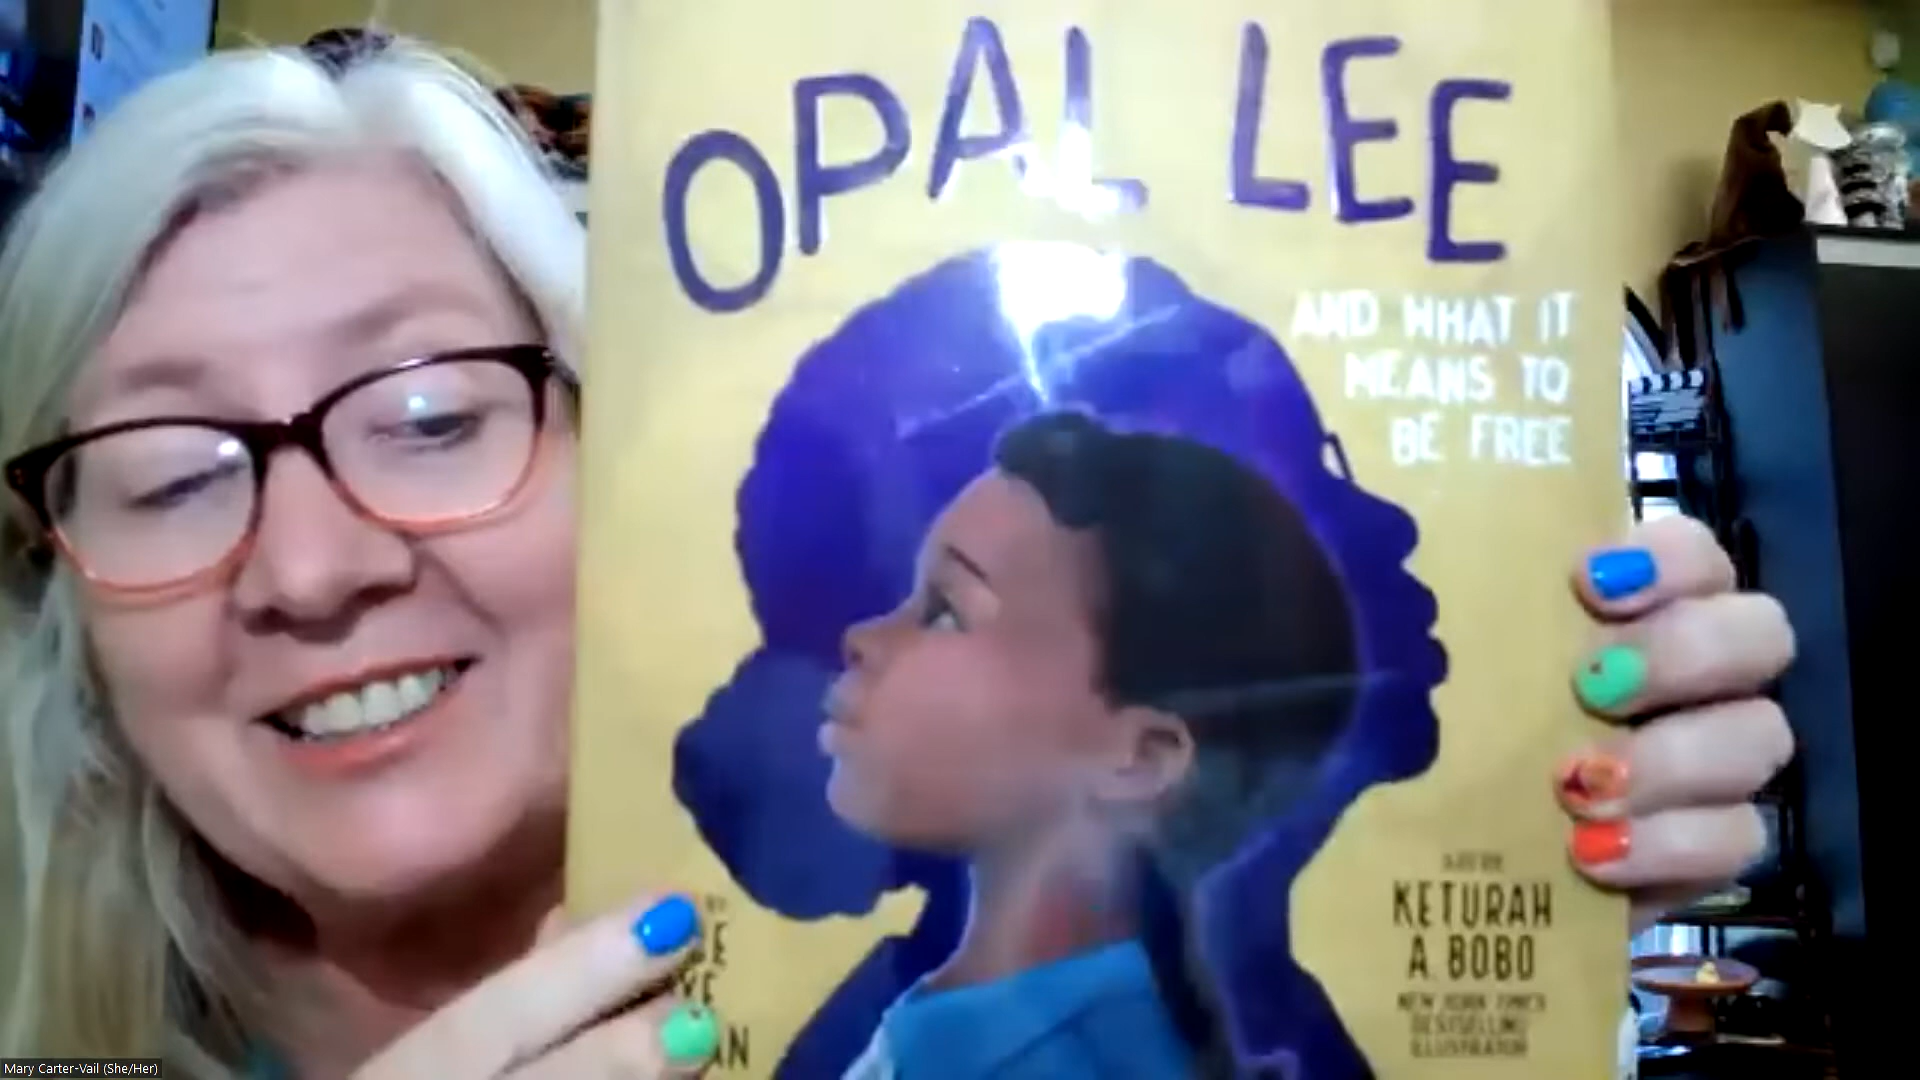 OPAL LEE
AND WHAT IT
MEANS TO
BE FREE
KETURAH
A. BOBO
NEW YORK TIMES
BESTSELLING
ILLUSTRATOR
Mary Carter-Vail (She/Her)